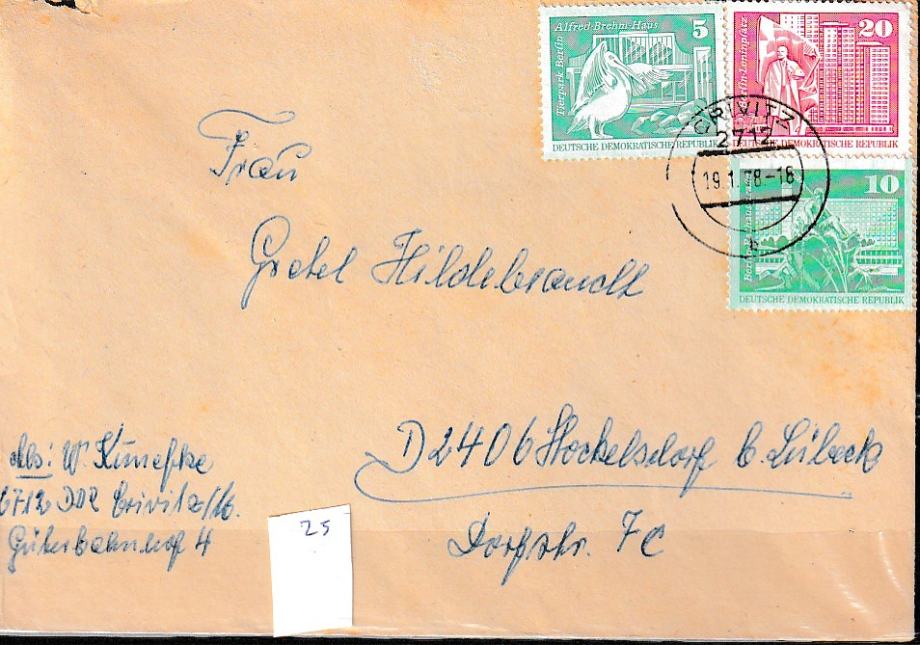 Alfred-Brehm-Haus 5
Tierpark Berlin
DEUTSCHE DEMOKRATISCHE REPUBLIK
20
Berlin-Leninplatz
DEUTSCHE DEMOKRATISCHE REPUBLIK
CRIVITZ
2712
19.1.78-18
b
10
DEUTSCHE DEMOKRATISCHE REPUBLIK
Frau
Gretel Hildebrandt
D2406 Hockelsdorf b. Lübeck
Dorfstr. 7c
Abs: W.
2712 DDR Crivitz/M.
Güterbahnhof 4
25